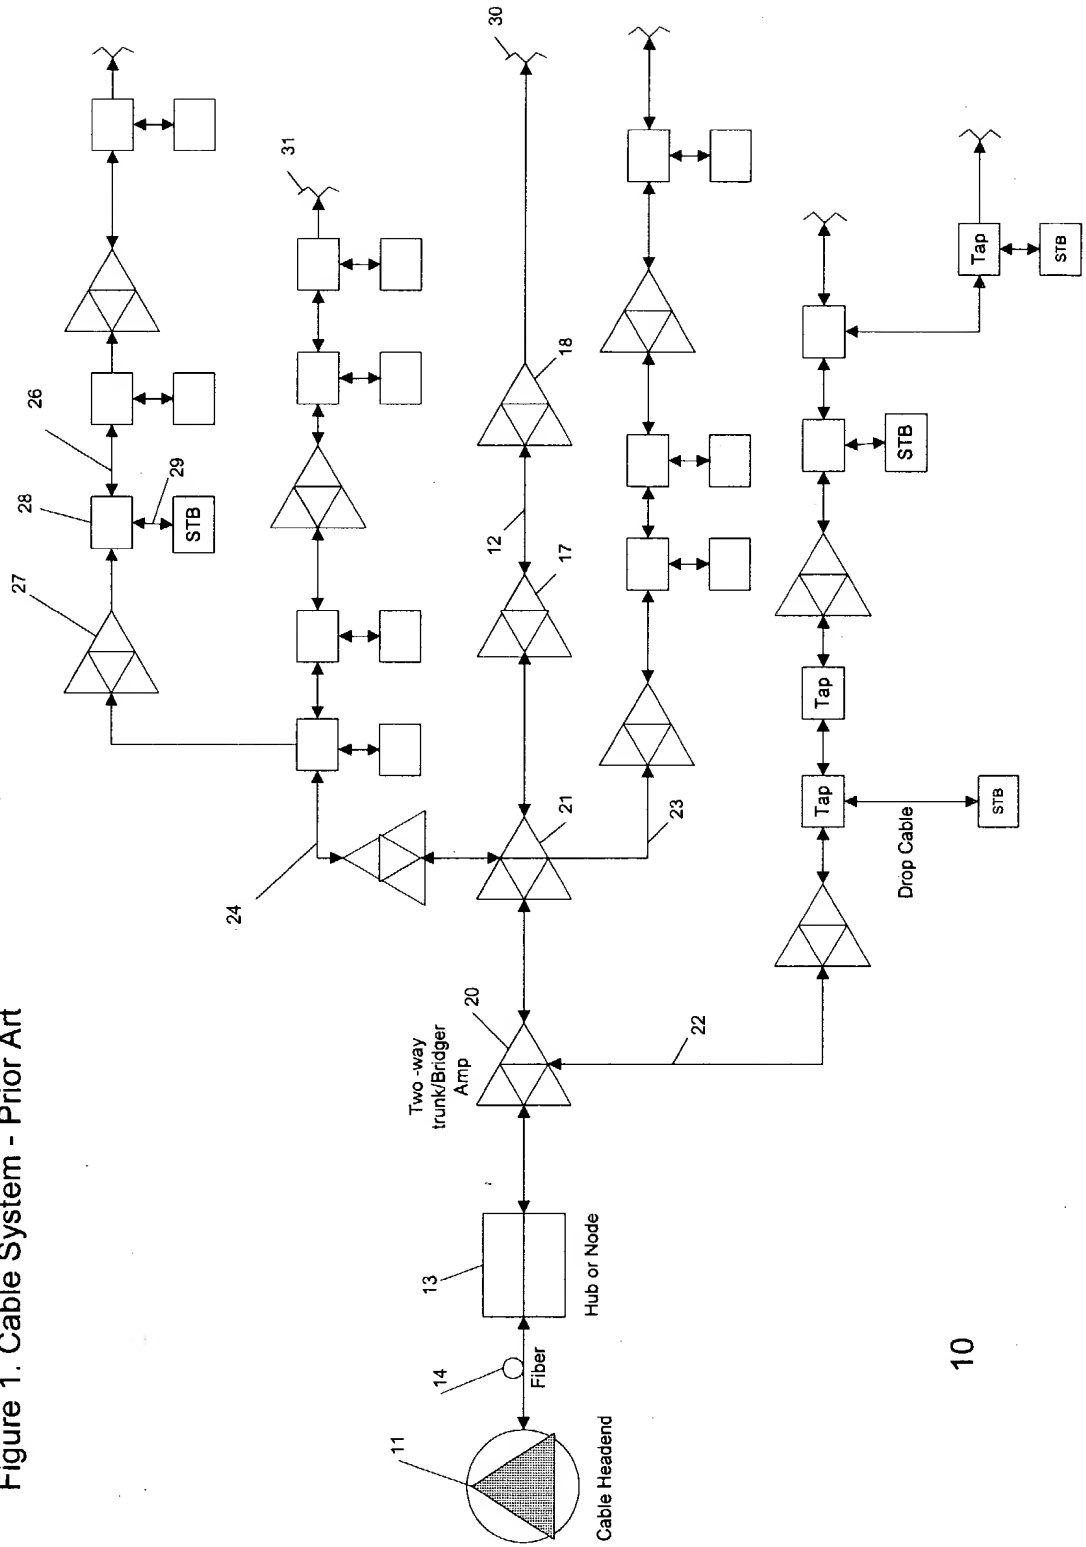 Figure 1. Cable System - Prior Art
30
31
26
28
29
STB
27
12
17
18
24
21
23
Two -way
trunk/Bridger
Amp
20
22
13
Hub or Node
14
Fiber
11
Cable Headend
Tap
STB
STB
Tap
Tap
Drop Cable
STB
10